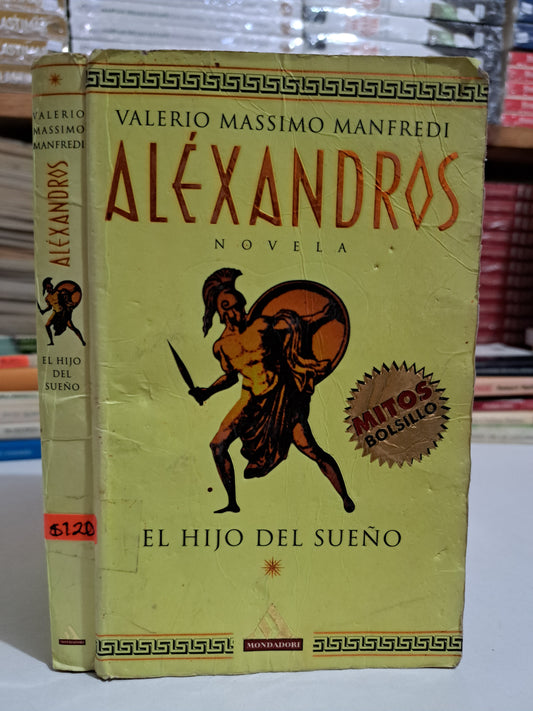 VALERIO
MASSIMO
MANFREDI
ALÉXANDROS
EL HIJO
DEL
SUEÑO
$120
MONDADORI
VALERIO MASSIMO MANFREDI
ALÉXANDROS
NOVELA
MITOS
BOLSILLO
EL HIJO DEL SUEÑO
MONDADORI